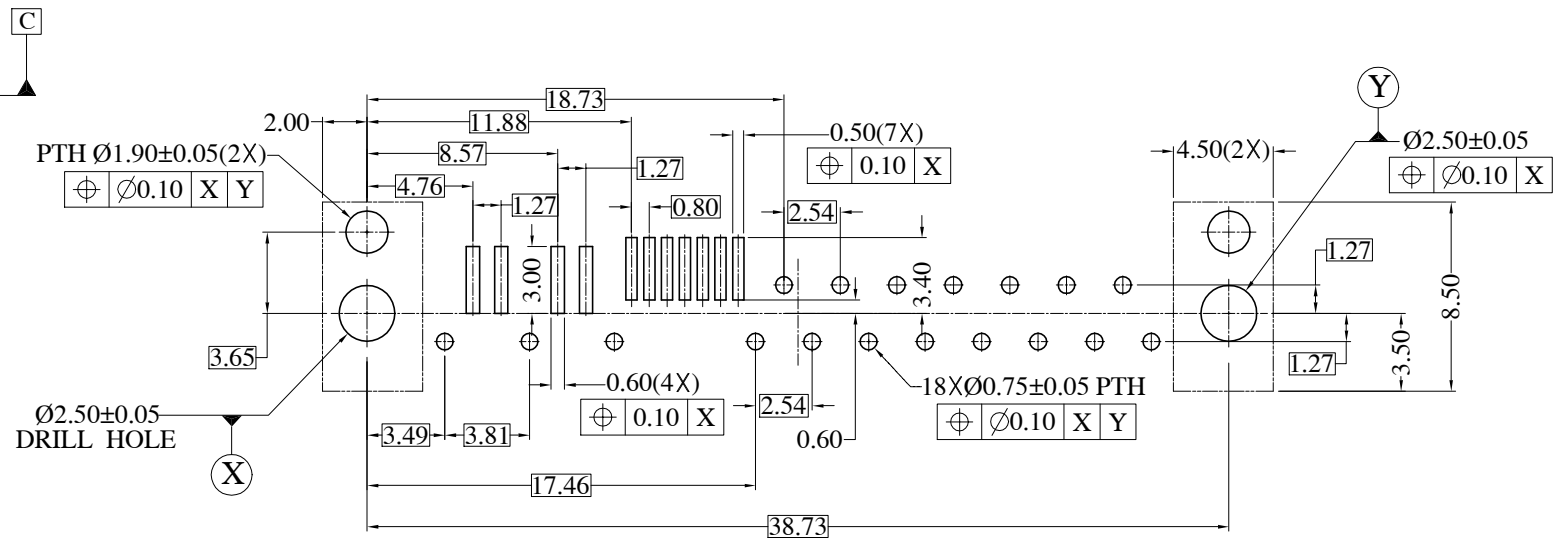 C
Y
18.73
2.00
11.88
0.50(7X)
Ø2.50±0.05
PTH Ø1.90±0.05(2X)
8.57
4.50(2X)
⌖ 0.10 X
⌖ ∅0.10 X
1.27
⌖ ∅0.10 X Y
4.76
1.27
0.80
2.54
1.27
3.00
3.40
8.50
3.65
3.50
1.27
0.60(4X)
18XØ0.75±0.05 PTH
2.54
Ø2.50±0.05
⌖ 0.10 X
⌖ ∅0.10 X Y
DRILL HOLE
3.49
3.81
0.60
X
17.46
38.73